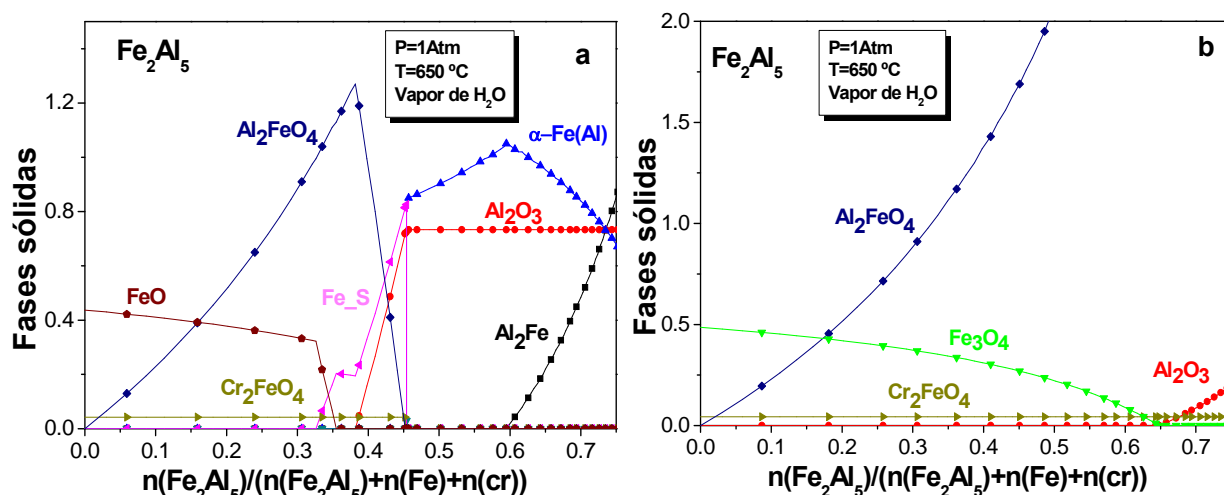 Fe2Al5
P=1Atm
T=650 ºC
Vapor de H2O
a
Al2FeO4
α–Fe(Al)
Al2O3
FeO
Fe_S
Al2Fe
Cr2FeO4
Fases sólidas
1.2
0.8
0.4
0.0
0.0 0.1 0.2 0.3 0.4 0.5 0.6 0.7
n(Fe2Al5)/(n(Fe2Al5)+n(Fe)+n(cr))
Fe2Al5
P=1Atm
T=650 ºC
Vapor de H2O
b
Al2FeO4
Fe3O4
Al2O3
Cr2FeO4
Fases sólidas
2.0
1.5
1.0
0.5
0.0
0.0 0.1 0.2 0.3 0.4 0.5 0.6 0.7
n(Fe2Al5)/(n(Fe2Al5)+n(Fe)+n(cr))